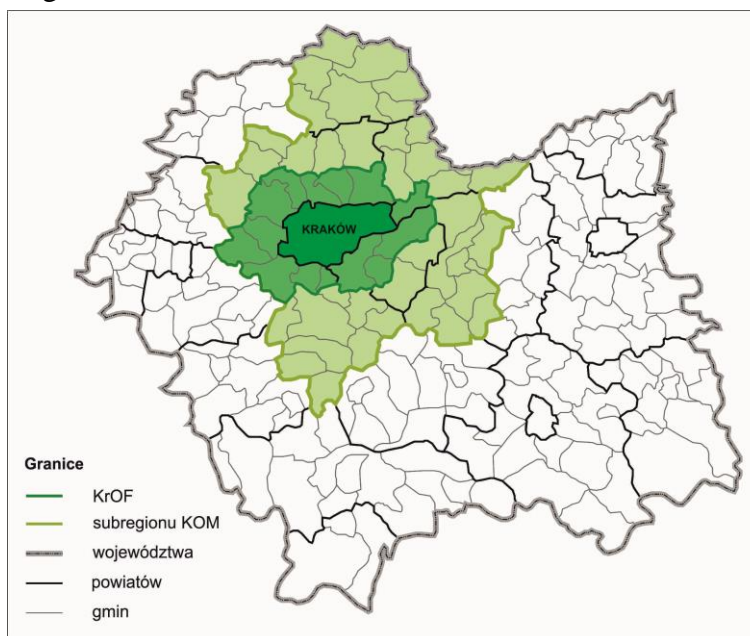 KRAKÓW
Granice
KrOF
subregionu KOM
województwa
powiatów
gmin